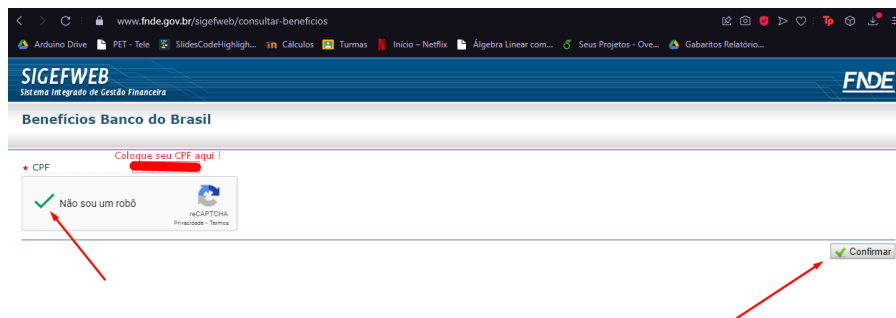 www.fnde.gov.br/sigefweb/consultar-beneficios
Arduino Drive PET - Tele SlidesCodeHighligh... Cálculos Turmas Início – Netflix Álgebra Linear com... Seus Projetos - Ove... Gabaritos Relatório...
SIGEFWEB
Sistema Integrado de Gestão Financeira
FNDE
Benefícios Banco do Brasil
Coloque seu CPF aqui !
★ CPF
Não sou um robô
reCAPTCHA
Privacidade - Termos
Confirmar